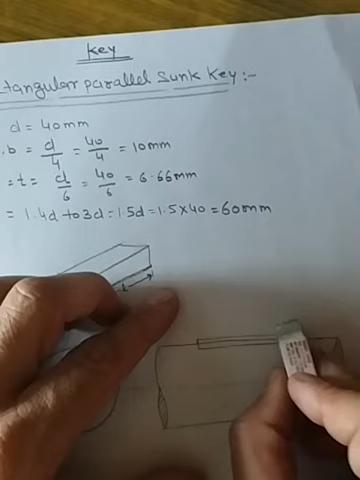 Key
tangular parallel Sunk Key :-
d = 40mm
b = d/4 = 40/4 = 10mm
= t = d/6 = 40/6 = 6.66mm
= 1.4d to 3d = 1.5d = 1.5 x 40 = 60mm